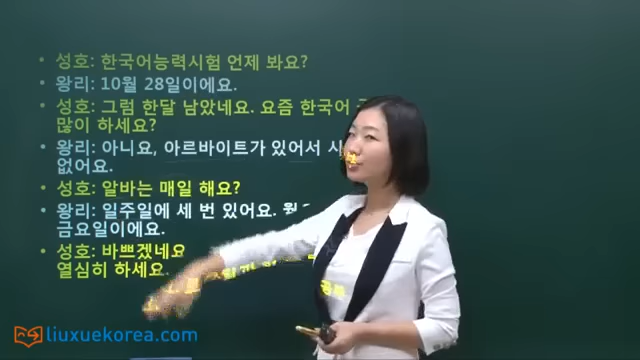 성호: 한국어능력시험 언제 봐요?
왕리: 10월 28일이에요.
성호: 그럼 한달 남았네요. 요즘 한국어
많이 하세요?
왕리: 아니요, 아르바이트가 있어서
없어요.
성호: 알바는 매일 해요?
왕리: 일주일에 세 번 있어요.
금요일이에요.
성호: 바쁘겠네요
열심히 하세요.
liuxuekorea.com